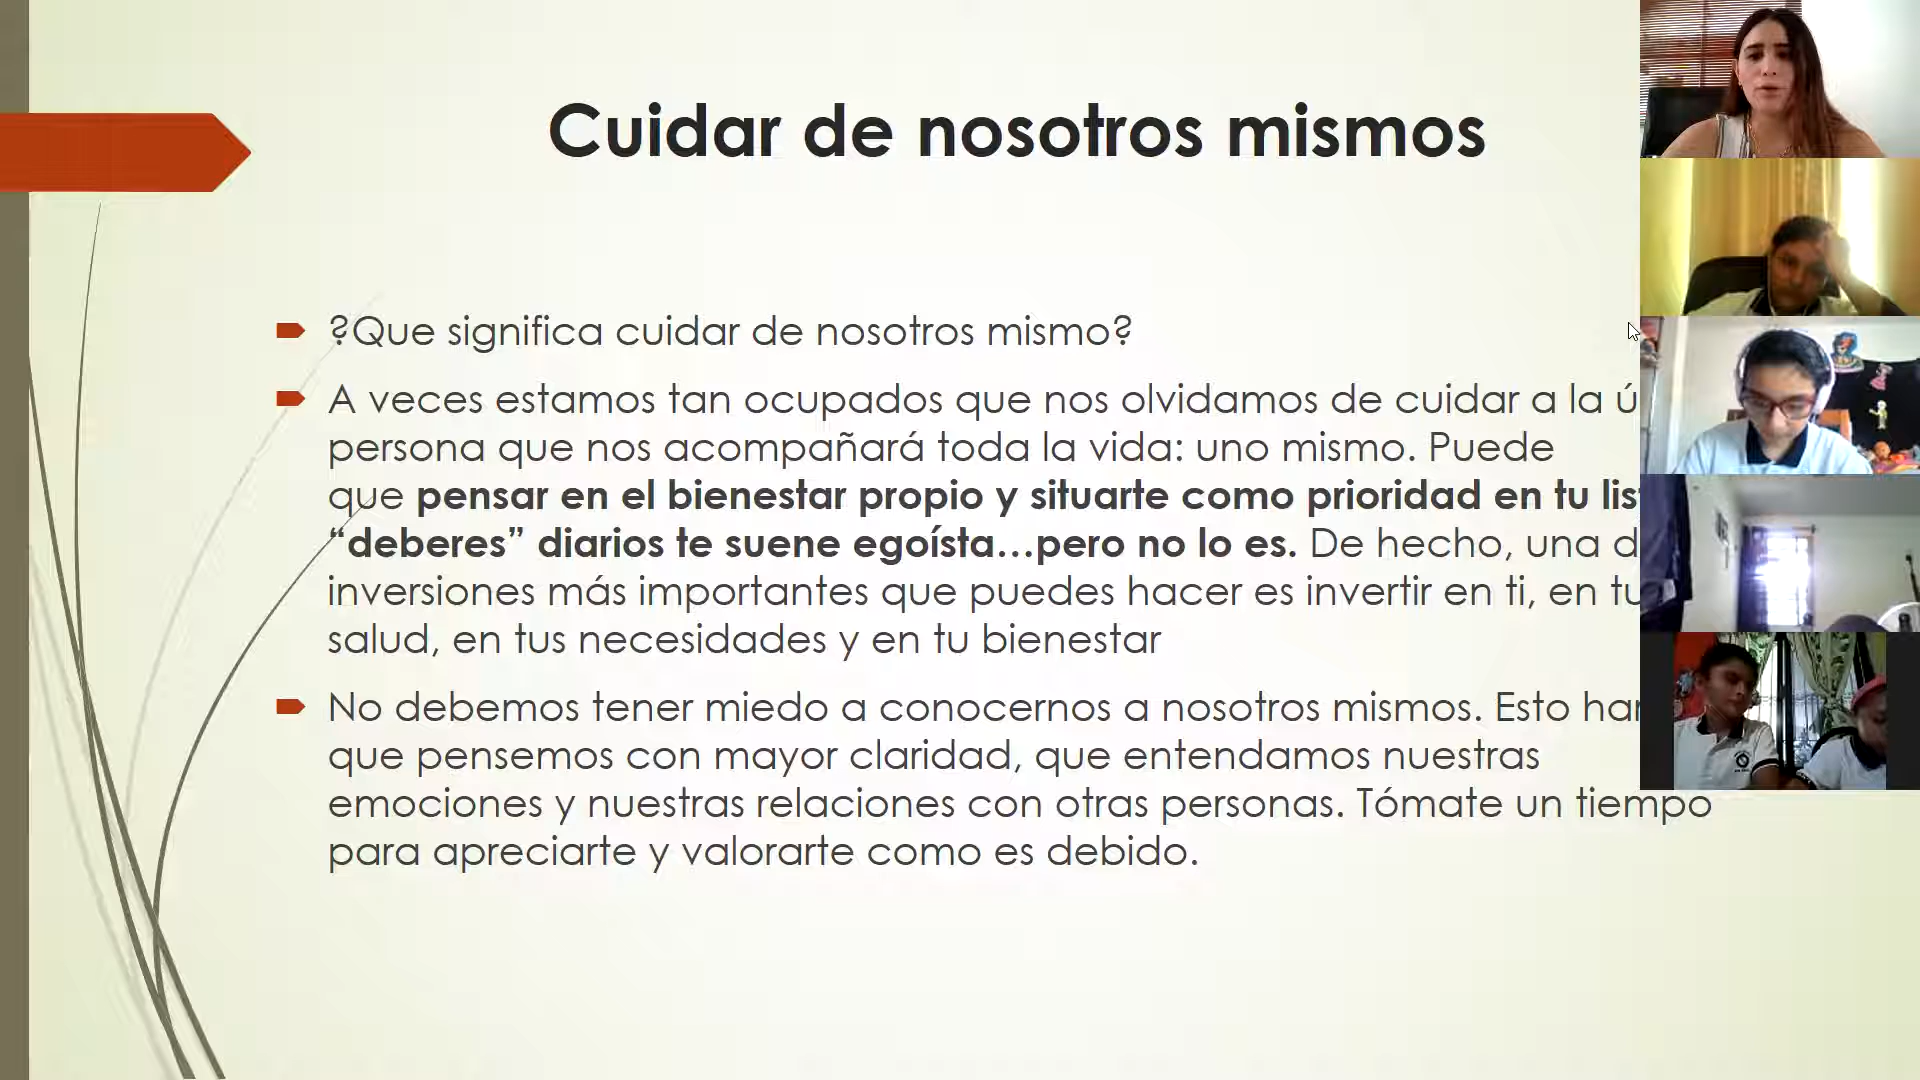 Cuidar de nosotros mismos
?Que significa cuidar de nosotros mismo?
A veces estamos tan ocupados que nos olvidamos de cuidar a la
persona que nos acompañará toda la vida: uno mismo. Puede
que pensar en el bienestar propio y situarte como prioridad en tu
“deberes” diarios te suene egoísta...pero no lo es. De hecho, una
inversiones más importantes que puedes hacer es invertir en ti, en tu
salud, en tus necesidades y en tu bienestar
No debemos tener miedo a conocernos a nosotros mismos. Esto
que pensemos con mayor claridad, que entendamos nuestras
emociones y nuestras relaciones con otras personas. Tómate un tiempo
para apreciarte y valorarte como es debido.